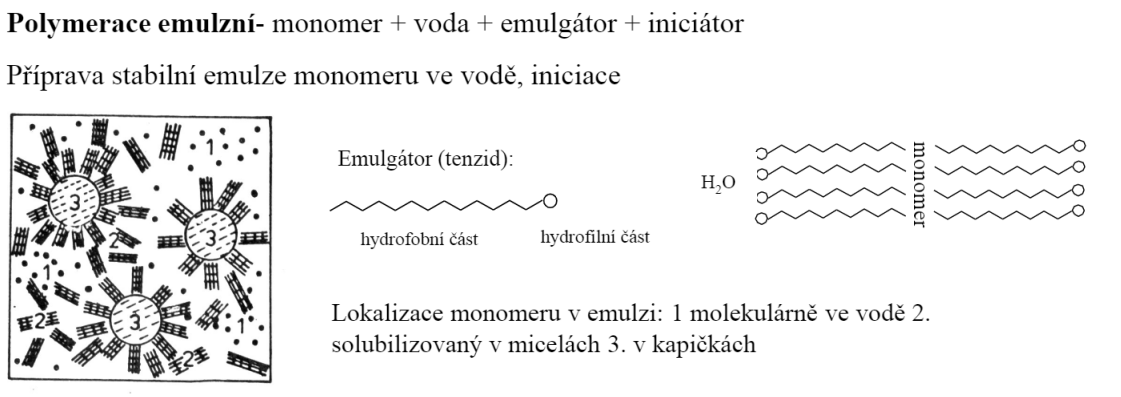 Polymerace emulzní- monomer + voda + emulgátor + iniciátor
Příprava stabilní emulze monomeru ve vodě, iniciace
1
3
3
2
1
3
2
1
2
Emulgátor (tenzid):
hydrofobní část
hydrofilní část
H₂O
monomer
Lokalizace monomeru v emulzi: 1 molekulárně ve vodě 2.
solubilizovaný v micelách 3. v kapičkách